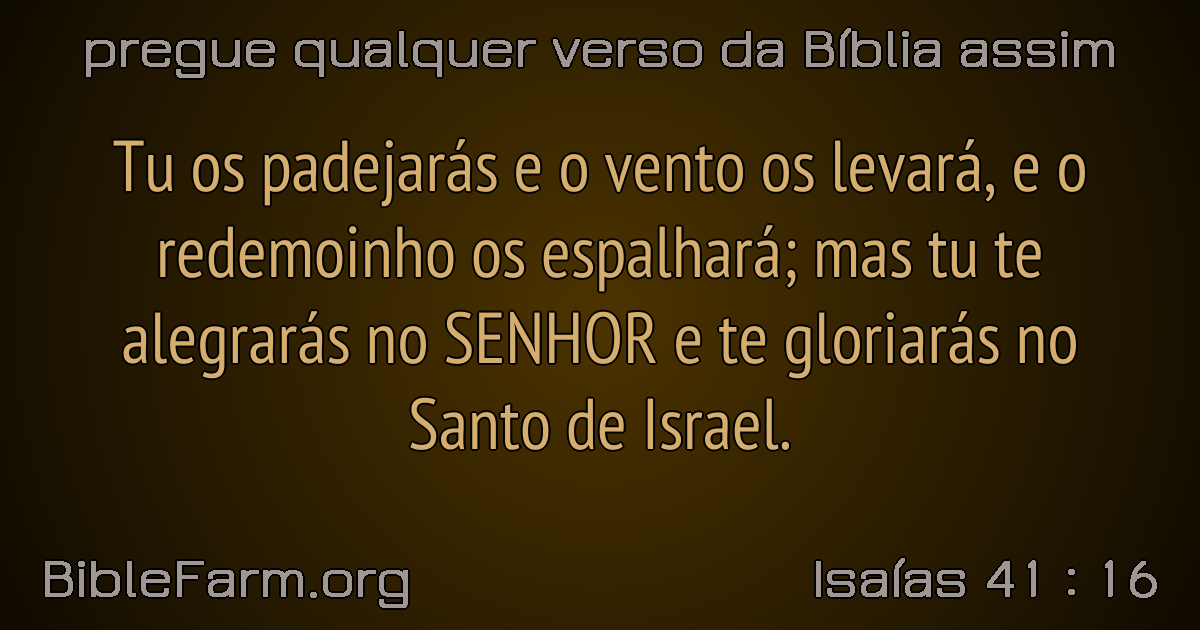 pregue qualquer verso da Bíblia assim
Tu os padejarás e o vento os levará, e o
redemoinho os espalhará; mas tu te
alegrarás no SENHOR e te gloriarás no
Santo de Israel.
BibleFarm.org
Isaías 41 : 16